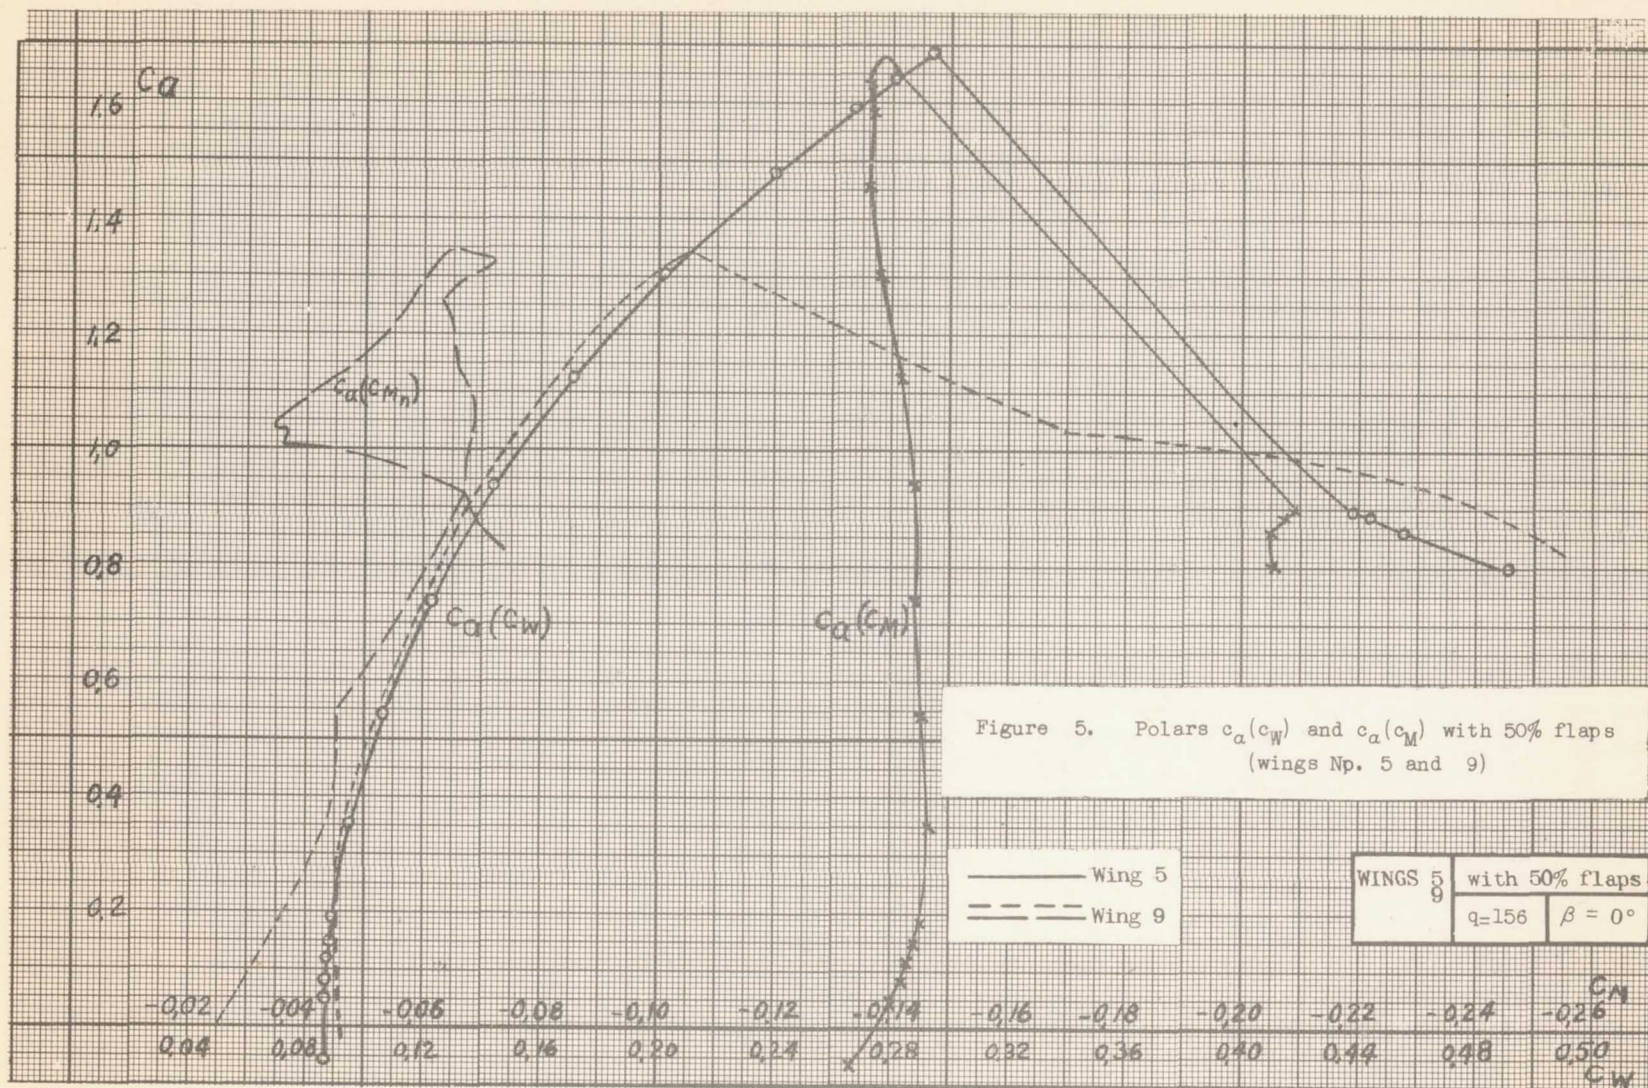 Ca
1,6
1,4
1,2
ca(cMn)
1,0
0,8
Ca(CW)
Ca(CM)
0,6
Figure 5. Polars cα(cW) and cα(cM) with 50% flaps
(wings Np. 5 and 9)
0,4
Wing 5
Wing 9
WINGS 5 9
with 50% flaps
q=156
β = 0°
0,2
CM
-0,02 -0,04 -0,06 -0,08 -0,10 -0,12 -0,14 -0,16 -0,18 -0,20 -0,22 -0,24 -0,26
0,04 0,08 0,12 0,16 0,20 0,24 0,28 0,32 0,36 0,40 0,44 0,48 0,50
CW